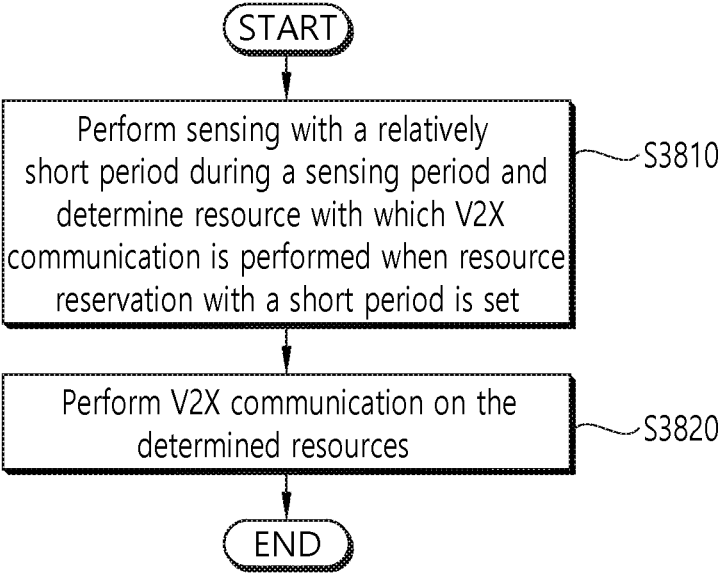 START
Perform sensing with a relatively
short period during a sensing period and
determine resource with which V2X
communication is performed when resource
reservation with a short period is set
S3810
Perform V2X communication on the
determined resources
S3820
END